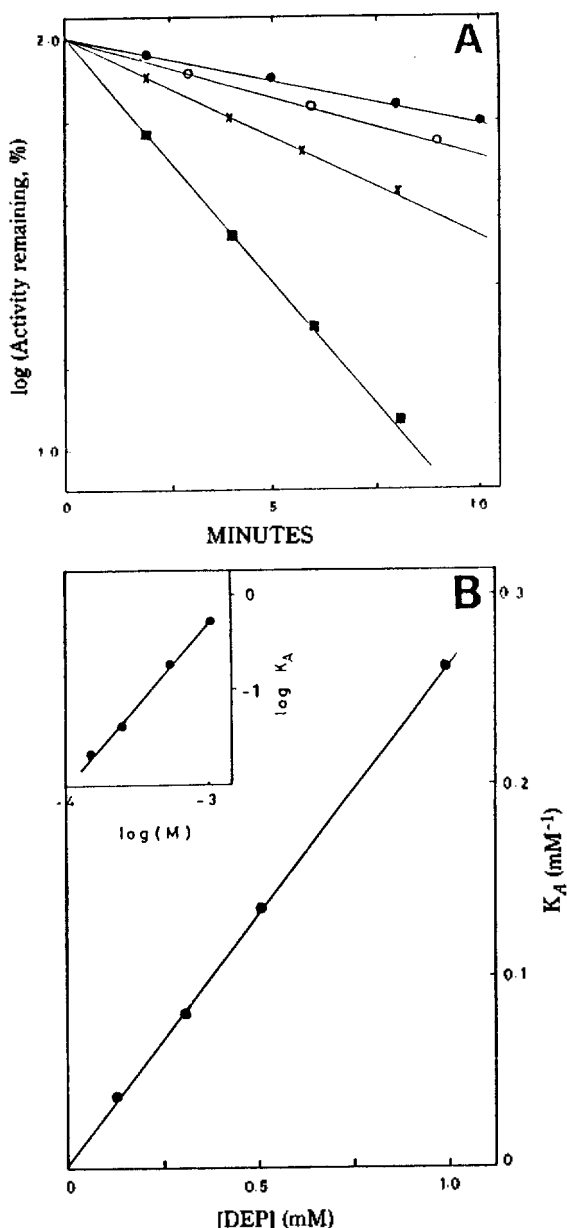 A
2.0
log (Activity remaining, %)
1.0
0 5 10
MINUTES
B
0.3
0
log K_A
-1
-4 -3
log (M)
0.2
K_A (mM⁻¹)
0.1
0
0 0.5 1.0
[DEP] (mM)